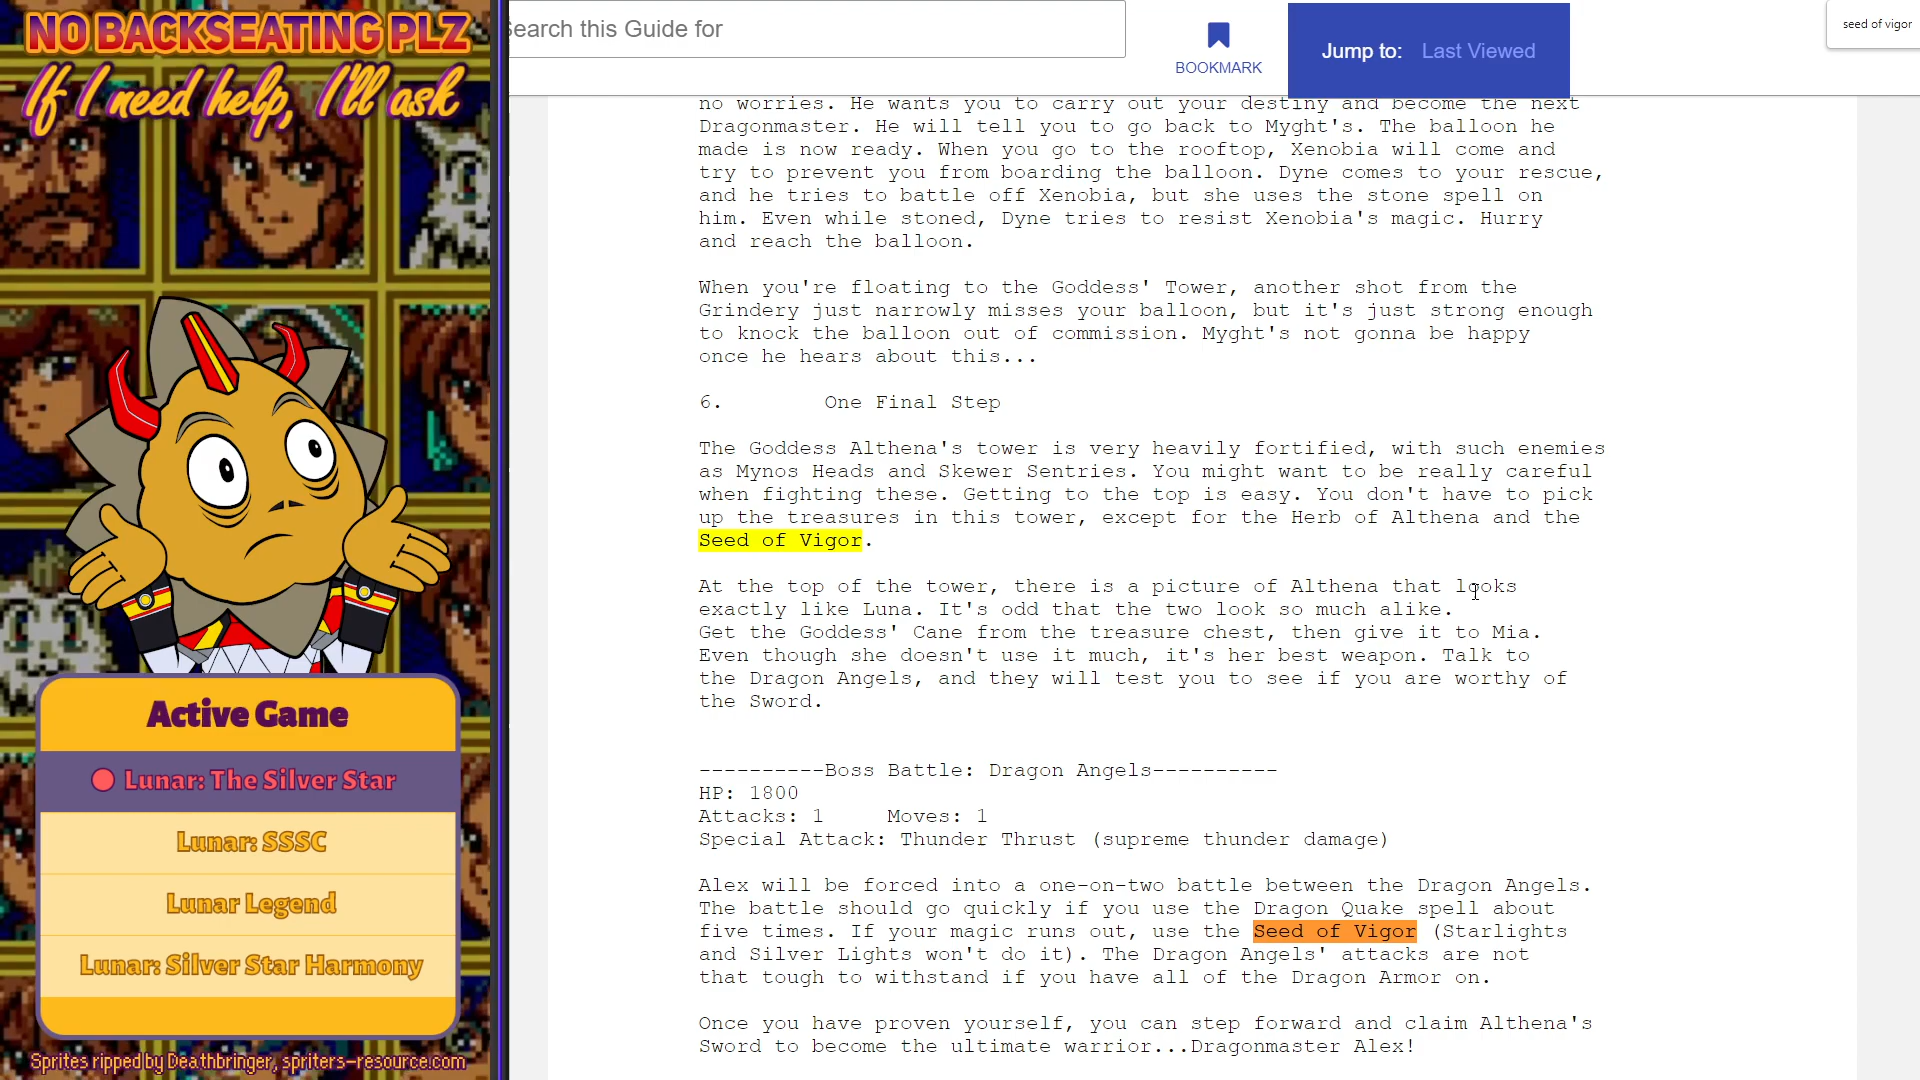 NO BACKSEATING PLZ
If I need help, I'll ask
Active Game
Lunar: The Silver Star
Lunar: SSSC
Lunar Legend
Lunar: Silver Star Harmony
Sprites ripped by Deathbringer, spriters-resource.com
Search this Guide for
BOOKMARK
Jump to: Last Viewed
seed of vigor
no worries. He wants you to carry out your destiny and become the next
Dragonmaster. He will tell you to go back to Myght's. The balloon he
made is now ready. When you go to the rooftop, Xenobia will come and
try to prevent you from boarding the balloon. Dyne comes to your rescue,
and he tries to battle off Xenobia, but she uses the stone spell on
him. Even while stoned, Dyne tries to resist Xenobia's magic. Hurry
and reach the balloon.
When you're floating to the Goddess' Tower, another shot from the
Grindery just narrowly misses your balloon, but it's just strong enough
to knock the balloon out of commission. Myght's not gonna be happy
once he hears about this...
6. One Final Step
The Goddess Althena's tower is very heavily fortified, with such enemies
as Mynos Heads and Skewer Sentries. You might want to be really careful
when fighting these. Getting to the top is easy. You don't have to pick
up the treasures in this tower, except for the Herb of Althena and the
Seed of Vigor.
At the top of the tower, there is a picture of Althena that looks
exactly like Luna. It's odd that the two look so much alike.
Get the Goddess' Cane from the treasure chest, then give it to Mia.
Even though she doesn't use it much, it's her best weapon. Talk to
the Dragon Angels, and they will test you to see if you are worthy of
the Sword.
----------Boss Battle: Dragon Angels----------
HP: 1800
Attacks: 1 Moves: 1
Special Attack: Thunder Thrust (supreme thunder damage)
Alex will be forced into a one-on-two battle between the Dragon Angels.
The battle should go quickly if you use the Dragon Quake spell about
five times. If your magic runs out, use the Seed of Vigor (Starlights
and Silver Lights won't do it). The Dragon Angels' attacks are not
that tough to withstand if you have all of the Dragon Armor on.
Once you have proven yourself, you can step forward and claim Althena's
Sword to become the ultimate warrior...Dragonmaster Alex!